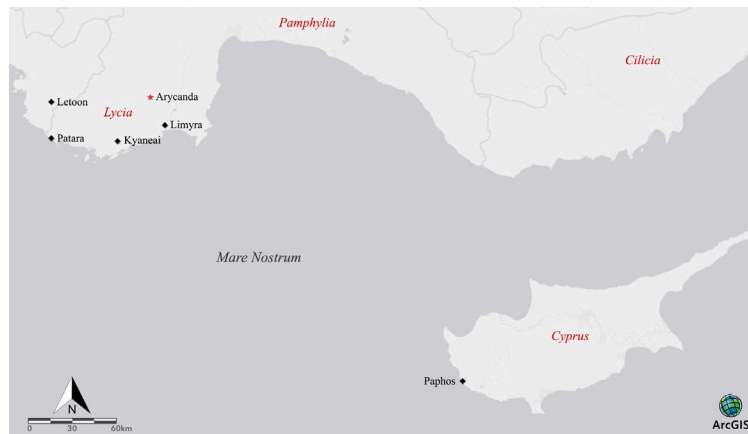 Pamphylia
Cilicia
Letoon
Arycanda
Lycia
Limyra
Patara
Kyaneai
Mare Nostrum
Cyprus
Paphos
N
0 30 60km
ArcGIS